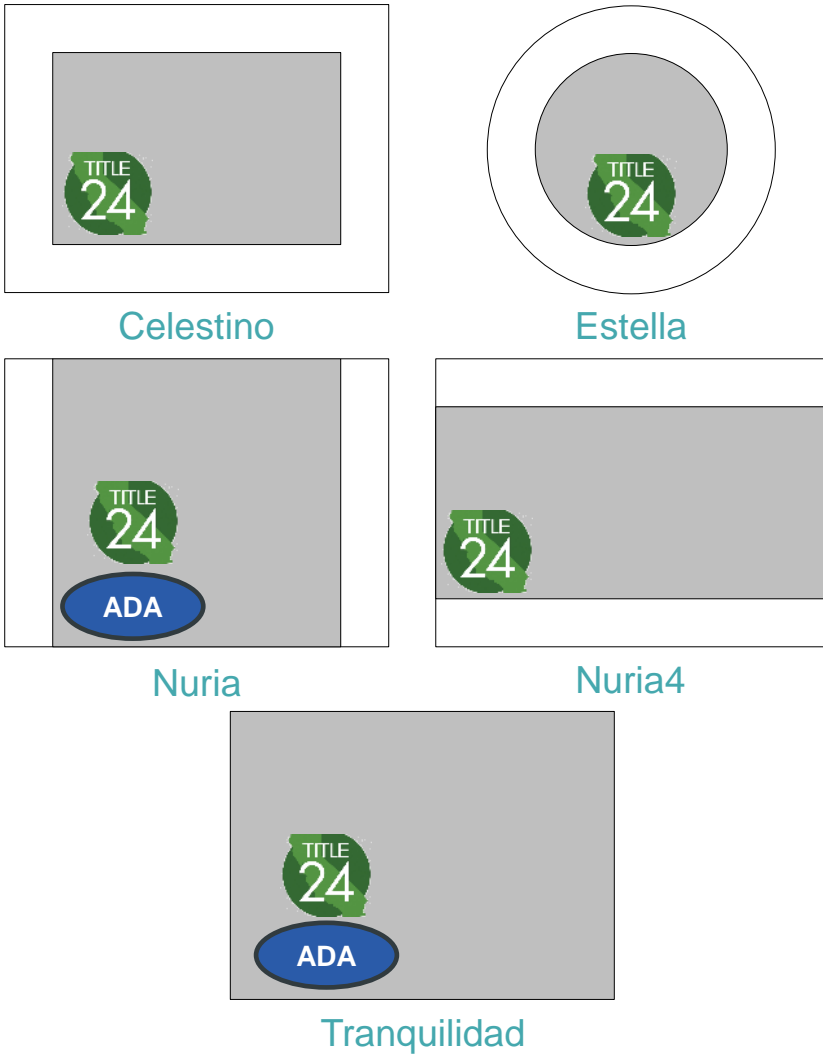 TITLE
24
TITLE
24
Celestino
Estella
TITLE
24
ADA
TITLE
24
Nuria
Nuria4
TITLE
24
ADA
Tranquilidad